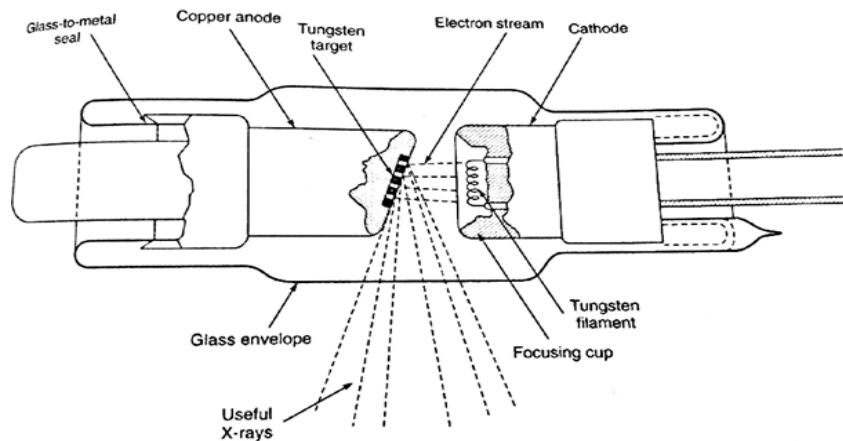 Glass-to-metal
seal
Copper anode
Tungsten
target
Electron stream
Cathode
Glass envelope
Tungsten
filament
Focusing cup
Useful
X-rays